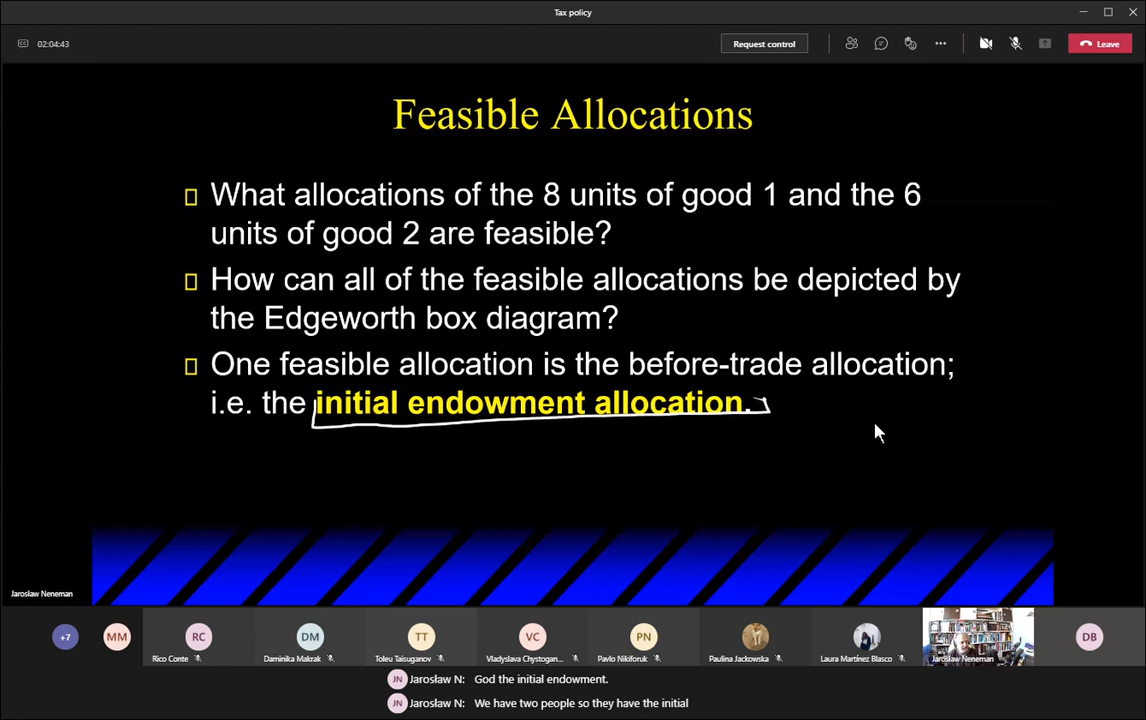 Tax policy
02:04:43
Request control
Leave
Feasible Allocations
What allocations of the 8 units of good 1 and the 6
units of good 2 are feasible?
How can all of the feasible allocations be depicted by
the Edgeworth box diagram?
One feasible allocation is the before-trade allocation;
i.e. the initial endowment allocation.
Jarosław Neneman
+7
MM
RC
DM
TT
VC
PN
DB
Rico Conte
Daminika Makrak
Toleu Taisuganov
Vladyslava Chystogan...
Pavlo Nikiforuk
Paulina Jackowska
Laura Martínez Blasco
Jarosław Neneman
JN Jarosław N: God the initial endowment.
JN Jarosław N: We have two people so they have the initial